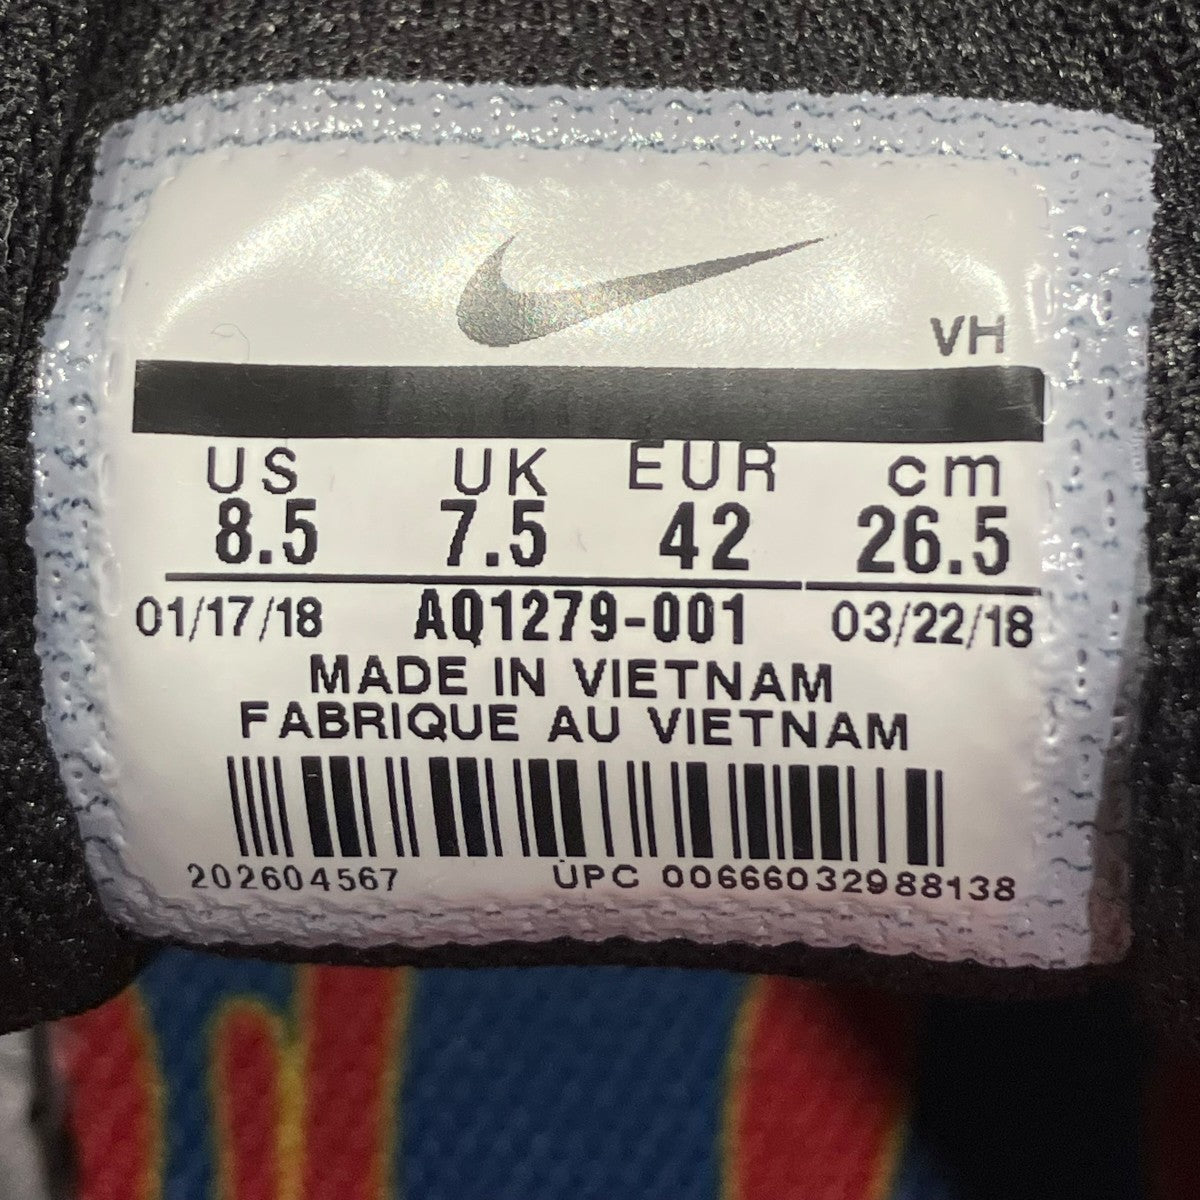 VH
US UK EUR cm
8.5 7.5 42 26.5
01/17/18 AQ1279-001 03/22/18
MADE IN VIETNAM
FABRIQUE AU VIETNAM
202604567 UPC 00666032988138